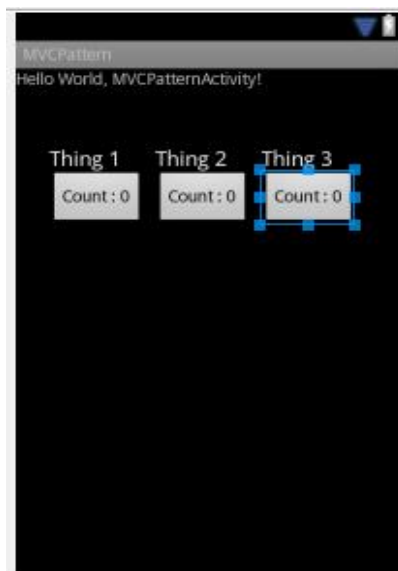 MVCPattern
Hello World, MVCPatternActivity!
Thing 1 Thing 2 Thing 3
Count : 0 Count : 0 Count : 0